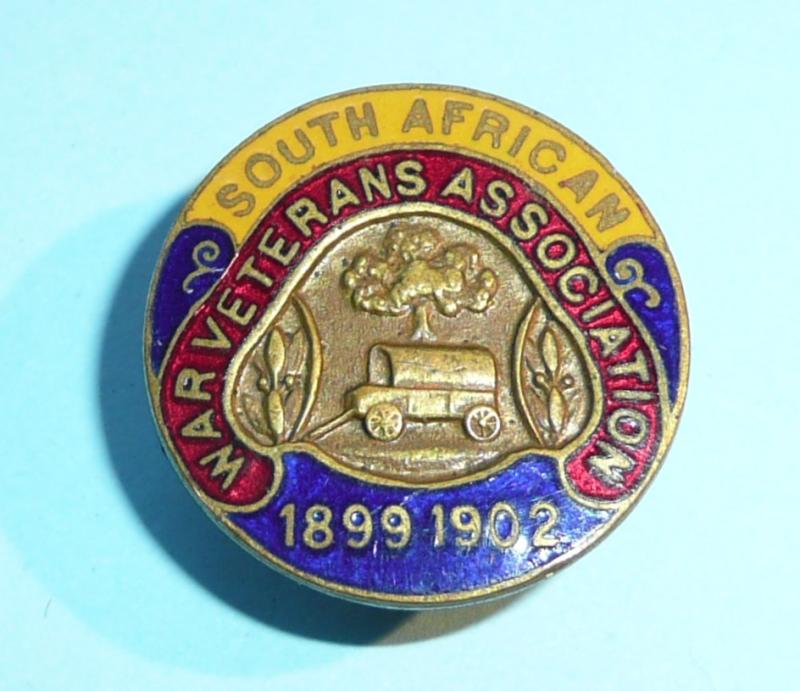 SOUTH AFRICAN
WAR VETERANS ASSOCIATION
1899 1902